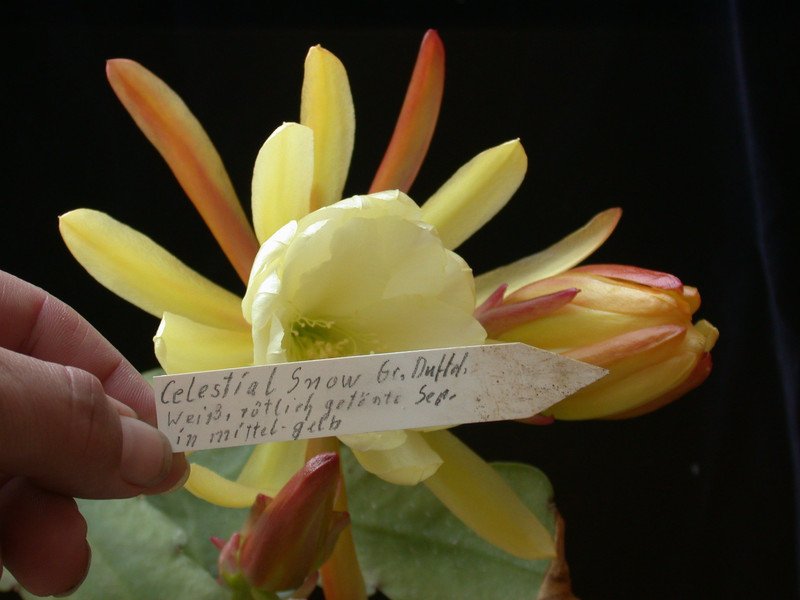 Celestial Snow Gr. Duftd.
Weiß, rötlich getönte Sep.
in mittel-gelb